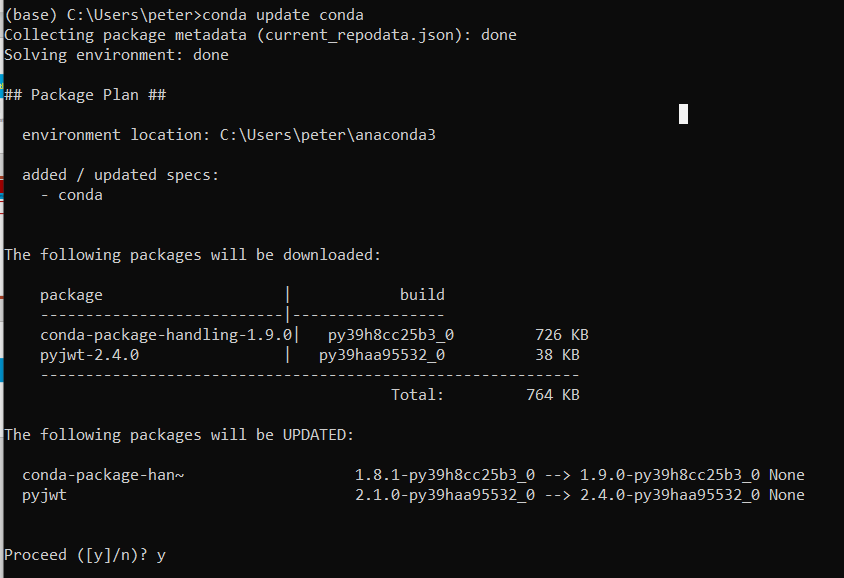 (base) C:\Users\peter>conda update conda
Collecting package metadata (current_repodata.json): done
Solving environment: done
## Package Plan ##
environment location: C:\Users\peter\anaconda3
added / updated specs:
- conda
The following packages will be downloaded:
package | build
---------------------------|-----------------
conda-package-handling-1.9.0| py39h8cc25b3_0 726 KB
pyjwt-2.4.0 | py39haa95532_0 38 KB
------------------------------------------------------------
Total: 764 KB
The following packages will be UPDATED:
conda-package-han~ 1.8.1-py39h8cc25b3_0 --> 1.9.0-py39h8cc25b3_0 None
pyjwt 2.1.0-py39haa95532_0 --> 2.4.0-py39haa95532_0 None
Proceed ([y]/n)? y